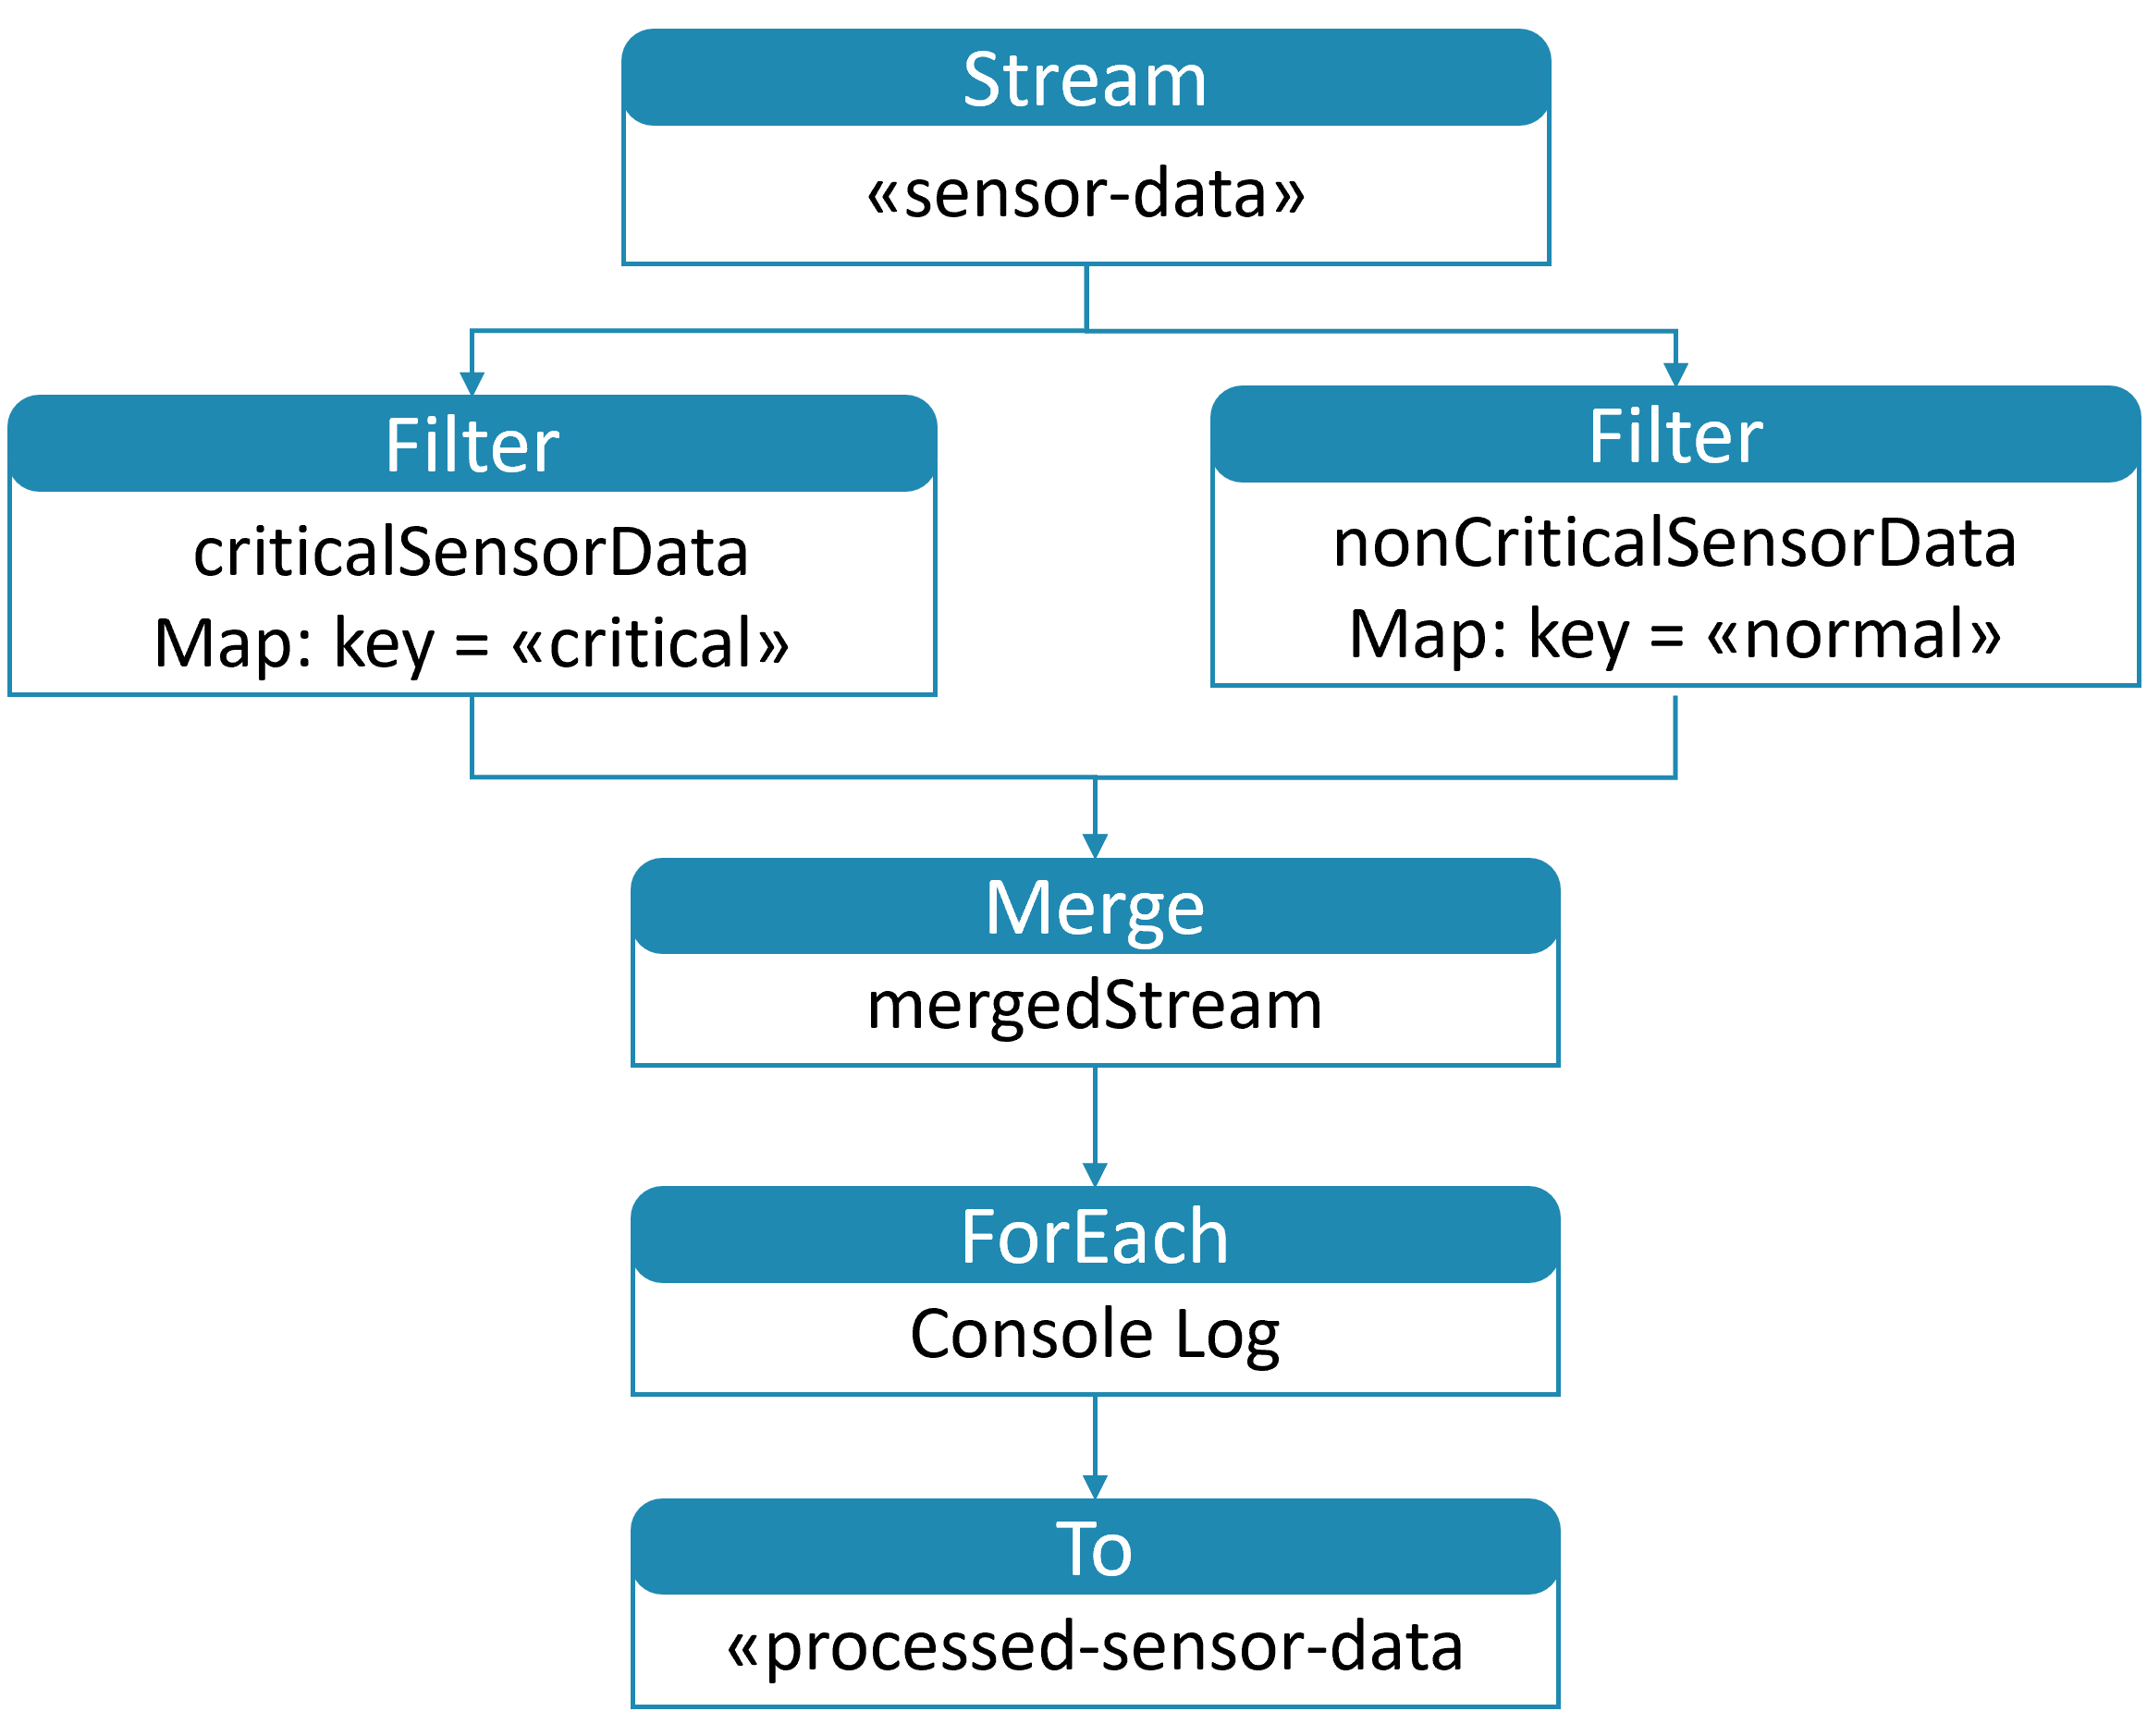 Stream
«sensor-data»
Filter
criticalSensorData
Map: key = «critical»
Filter
nonCriticalSensorData
Map: key = «normal»
Merge
mergedStream
ForEach
Console Log
To
«processed-sensor-data